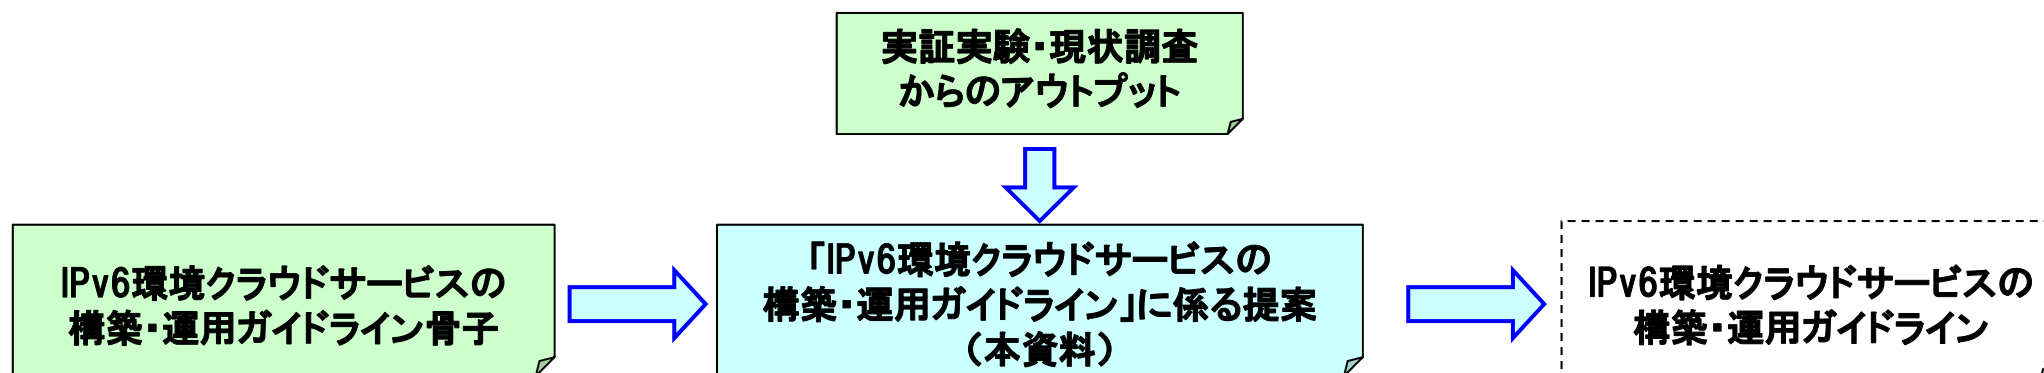 実証実験・現状調査
からのアウトプット
IPv6環境クラウドサービスの
構築・運用ガイドライン骨子
「IPv6環境クラウドサービスの
構築・運用ガイドライン」に係る提案
（本資料）
IPv6環境クラウドサービスの
構築・運用ガイドライン